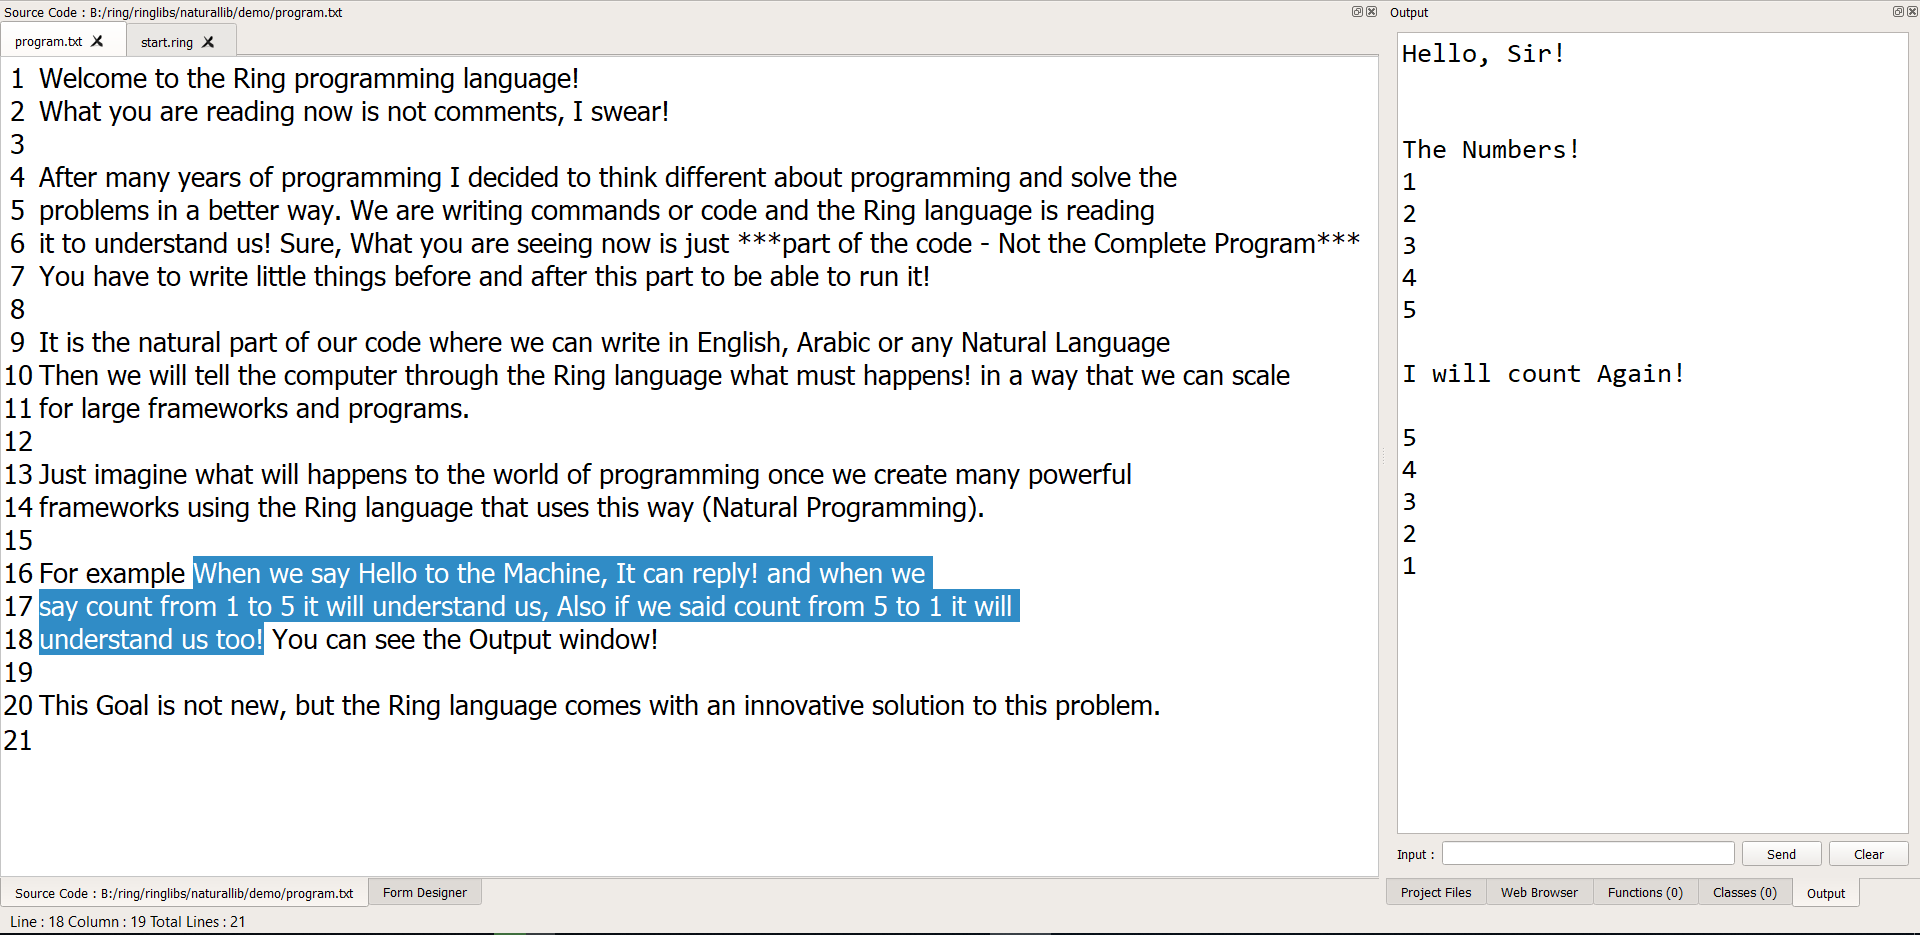 Source Code : B:/ring/ringlibs/naturallib/demo/program.txt
program.txt
start.ring
1 Welcome to the Ring programming language!
2 What you are reading now is not comments, I swear!
3
4 After many years of programming I decided to think different about programming and solve the
5 problems in a better way. We are writing commands or code and the Ring language is reading
6 it to understand us! Sure, What you are seeing now is just ***part of the code - Not the Complete Program***
7 You have to write little things before and after this part to be able to run it!
8
9 It is the natural part of our code where we can write in English, Arabic or any Natural Language
10 Then we will tell the computer through the Ring language what must happens! in a way that we can scale
11 for large frameworks and programs.
12
13 Just imagine what will happens to the world of programming once we create many powerful
14 frameworks using the Ring language that uses this way (Natural Programming).
15
16 For example When we say Hello to the Machine, It can reply! and when we
17 say count from 1 to 5 it will understand us, Also if we said count from 5 to 1 it will
18 understand us too! You can see the Output window!
19
20 This Goal is not new, but the Ring language comes with an innovative solution to this problem.
21
Source Code : B:/ring/ringlibs/naturallib/demo/program.txt
Form Designer
Line : 18 Column : 19 Total Lines : 21
Output
Hello, Sir!
The Numbers!
1
2
3
4
5
I will count Again!
5
4
3
2
1
Input :
Send
Clear
Project Files
Web Browser
Functions (0)
Classes (0)
Output